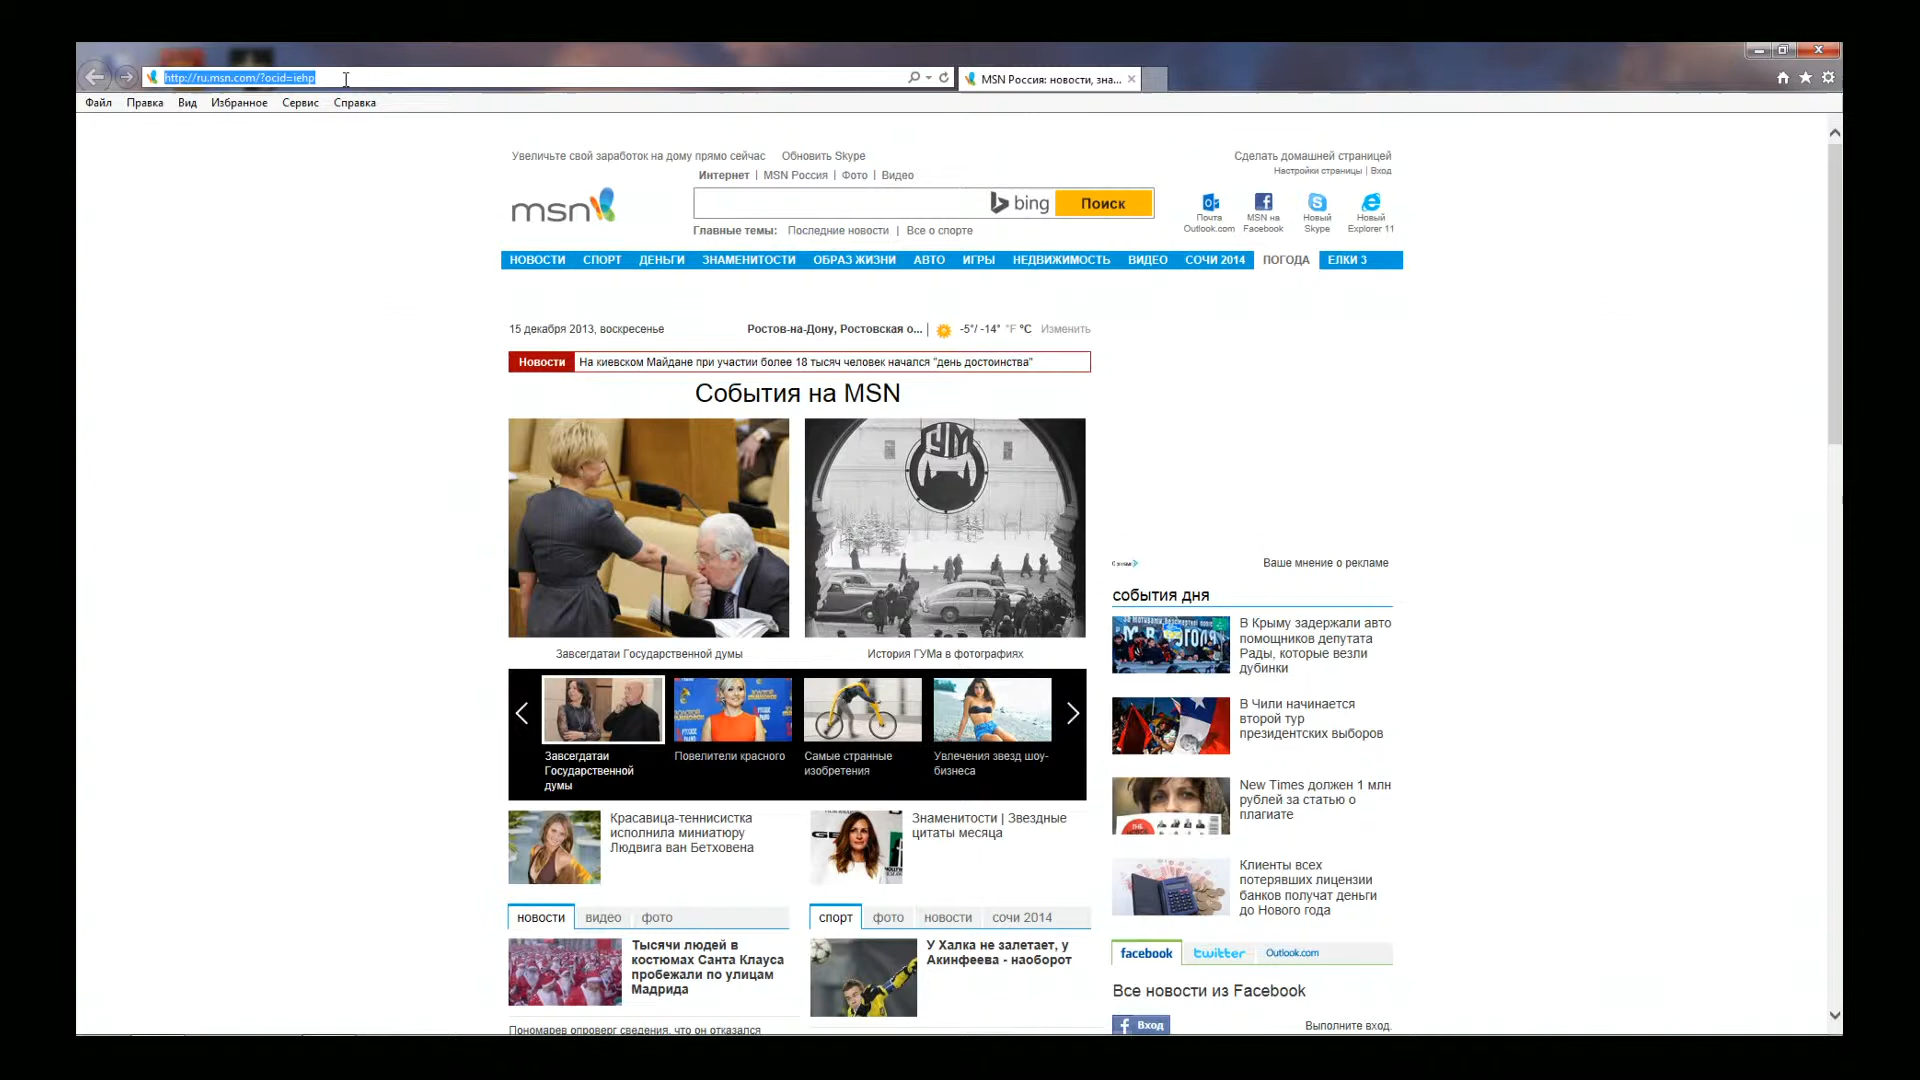 http://ru.msn.com/?ocid=iehp
MSN Россия: новости, зна...
Файл Правка Вид Избранное Сервис Справка
Увеличьте свой заработок на дому прямо сейчас Обновить Skype
Сделать домашней страницей
Интернет | MSN Россия | Фото | Видео
Настройки страницы | Вход
msn
bing
Поиск
Почта Outlook.com
MSN на Facebook
Новый Skype
Новый Explorer 11
Главные темы: Последние новости | Все о спорте
НОВОСТИ СПОРТ ДЕНЬГИ ЗНАМЕНИТОСТИ ОБРАЗ ЖИЗНИ АВТО ИГРЫ НЕДВИЖИМОСТЬ ВИДЕО СОЧИ 2014 ПОГОДА ЕЛКИ 3
15 декабря 2013, воскресенье
Ростов-на-Дону, Ростовская о... | -5°/ -14° °F °C Изменить
Новости На киевском Майдане при участии более 18 тысяч человек начался "день достоинства"
События на MSN
ГУМ
Завсегдатаи Государственной думы
История ГУМа в фотографиях
Завсегдатаи
Государственной
думы
Повелители красного
Самые странные
изобретения
Увлечения звезд шоу-
бизнеса
Красавица-теннисистка
исполнила миниатюру
Людвига ван Бетховена
Знаменитости | Звездные
цитаты месяца
новости видео фото
Тысячи людей в
костюмах Санта Клауса
пробежали по улицам
Мадрида
Пономарев опроверг сведения, что он отказался
спорт фото новости сочи 2014
У Халка не залетает, у
Акинфеева - наоборот
Ваше мнение о рекламе
события дня
В Крыму задержали авто
помощников депутата
Рады, которые везли
дубинки
В Чили начинается
второй тур
президентских выборов
New Times должен 1 млн
рублей за статью о
плагиате
Клиенты всех
потерявших лицензии
банков получат деньги
до Нового года
facebook twitter Outlook.com
Все новости из Facebook
Вход
Выполните вход.